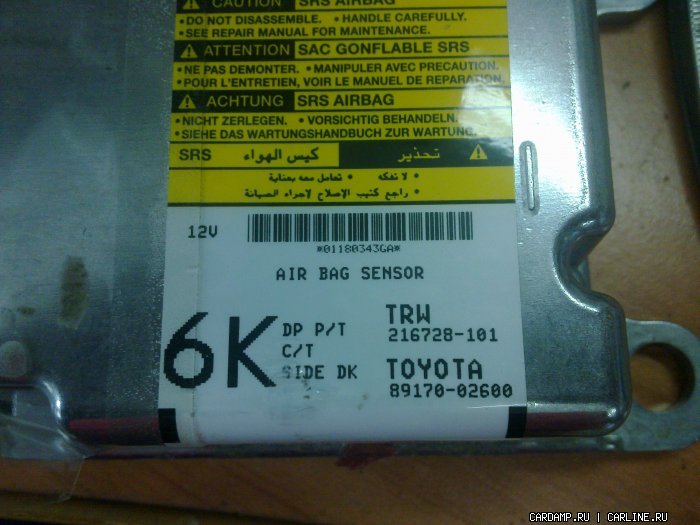 CAUTION SRS AIRBAG
•DO NOT DISASSEMBLE. •HANDLE CAREFULLY.
•SEE REPAIR MANUAL FOR MAINTENANCE.
ATTENTION SAC GONFLABLE SRS
•NE PAS DEMONTER. •MANIPULER AVEC PRECAUTION.
•POUR L'ENTRETIEN, VOIR LE MANUEL DE REPARATION.
ACHTUNG SRS AIRBAG
•NICHT ZERLEGEN. •VORSICHTIG BEHANDELN.
•SIEHE DAS WARTUNGSHANDBUCH ZUR WARTUNG.
تحذير كيس الهواء SRS
• لا تفكه • تعامل معه بعناية
• راجع كتيب الإصلاح لإجراء الصيانة
12V
*01180343GA*
AIR BAG SENSOR
6K
DP P/T TRW
C/T 216728-101
SIDE DK TOYOTA
89170-02600
CARDAMP.RU | CARLINE.RU